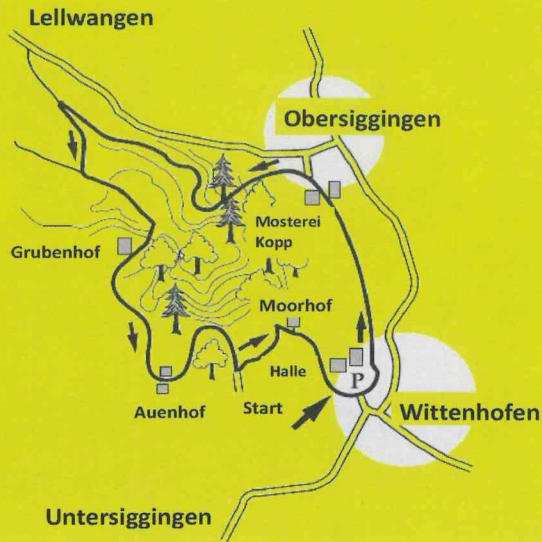 Lellwangen
Obersiggingen
Mosterei
Kopp
Grubenhof
Moorhof
Halle
P
Auenhof
Start
Wittenhofen
Untersiggingen